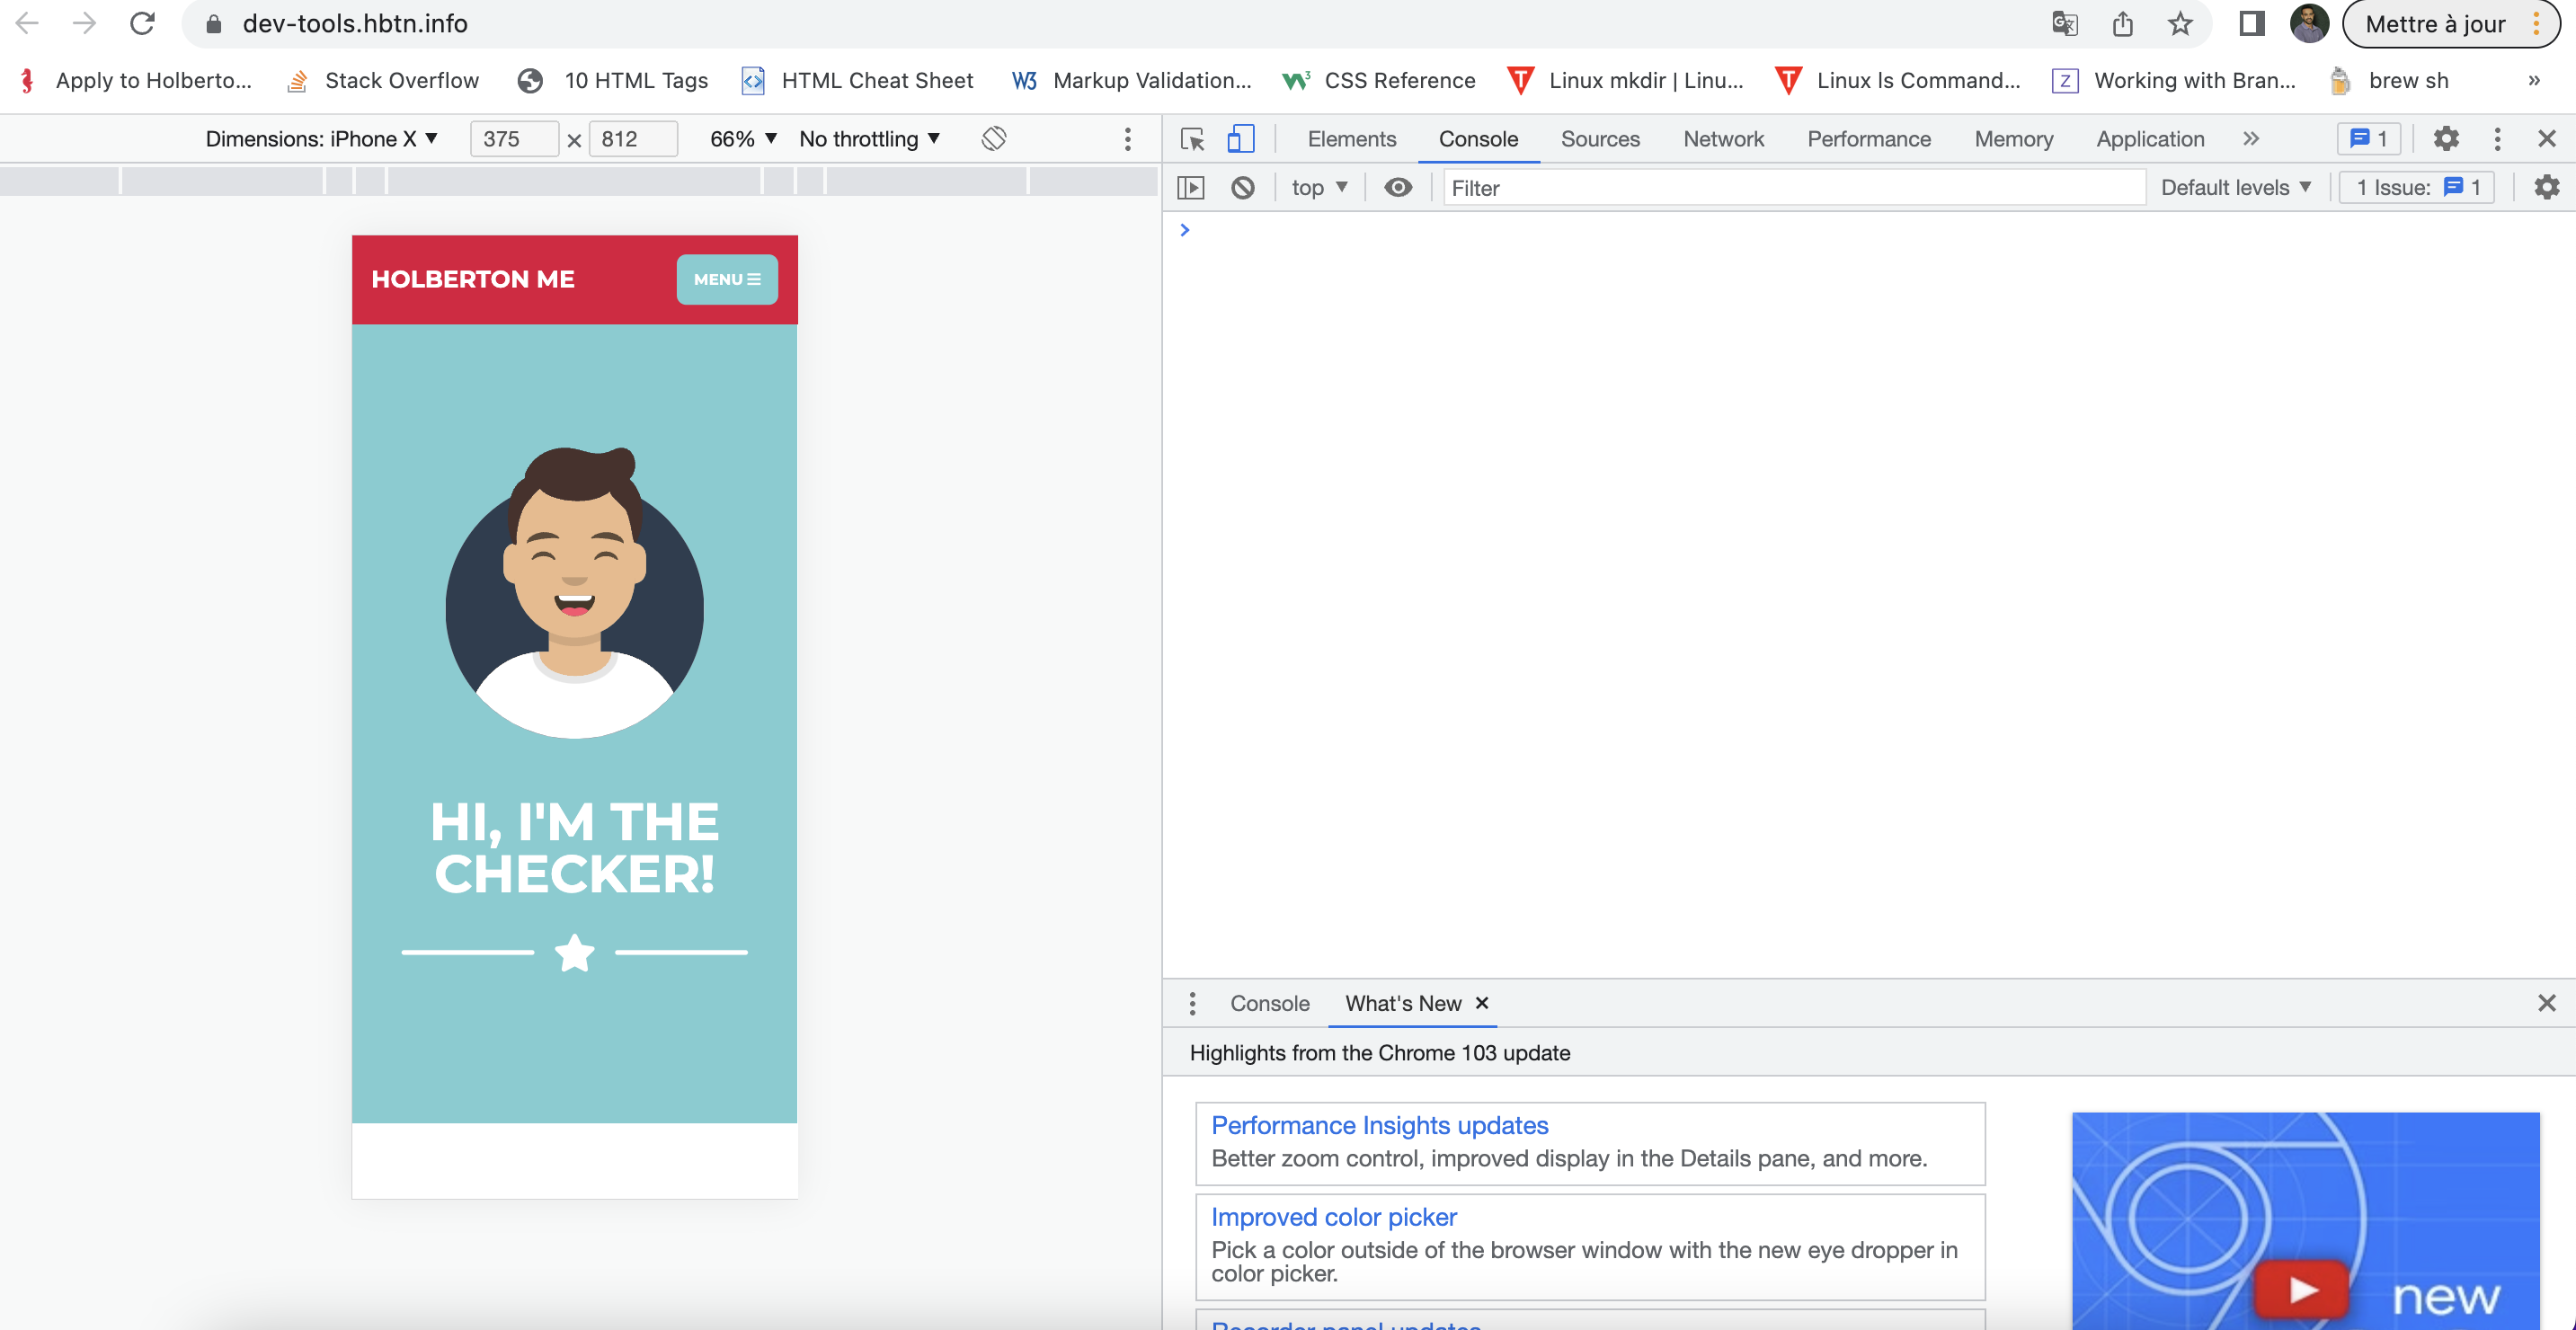 dev-tools.hbtn.info
Mettre à jour
Apply to Holberto... Stack Overflow 10 HTML Tags HTML Cheat Sheet W3 Markup Validation... CSS Reference Linux mkdir | Linu... Linux ls Command... Z Working with Bran... brew sh »
Dimensions: iPhone X 375 × 812 66% No throttling
Elements Console Sources Network Performance Memory Application » 1
top Filter Default levels 1 Issue: 1
HOLBERTON ME
MENU
HI, I'M THE
CHECKER!
Console What's New
Highlights from the Chrome 103 update
Performance Insights updates
Better zoom control, improved display in the Details pane, and more.
Improved color picker
Pick a color outside of the browser window with the new eye dropper in
color picker.
Recorder panel updates
new